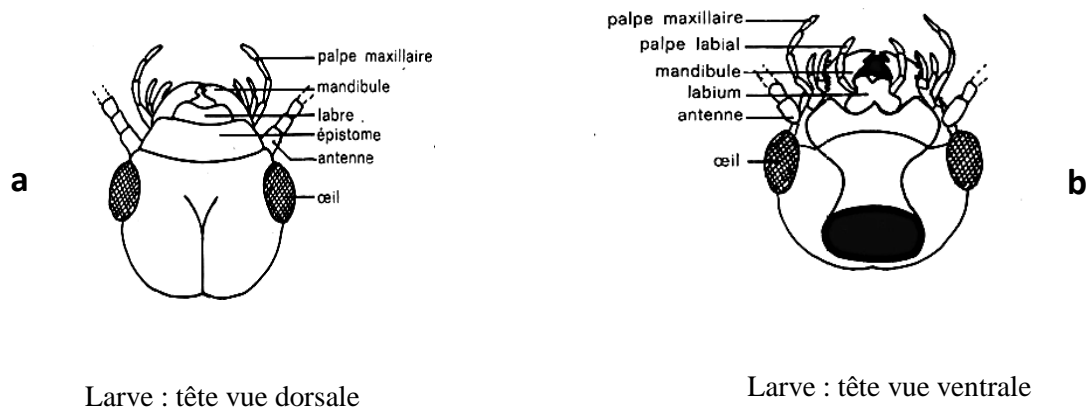 palpe maxillaire
mandibule
labre
épistome
antenne
œil
a
Larve : tête vue dorsale
palpe maxillaire
palpe labial
mandibule
labium
antenne
œil
b
Larve : tête vue ventrale